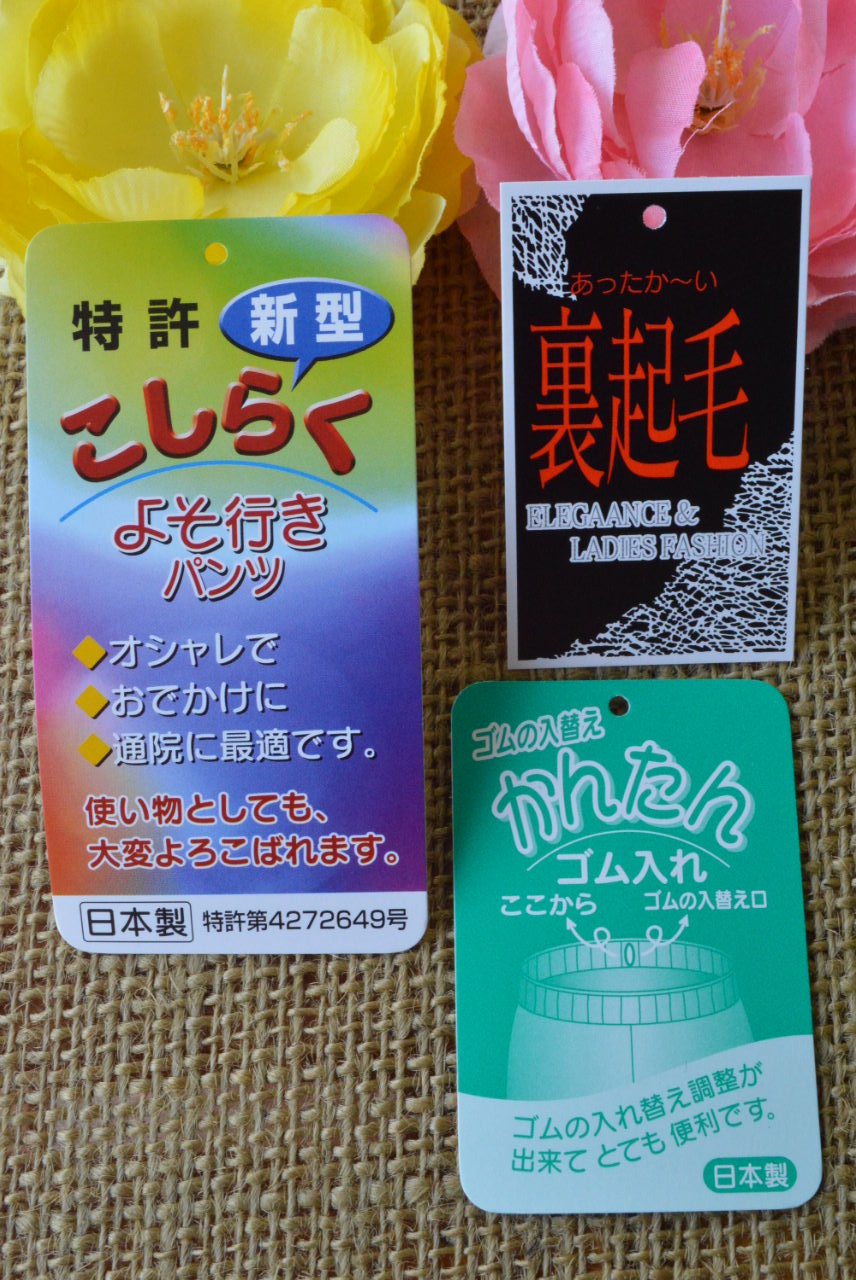 特許 新型
こしらく
よそ行き
パンツ
◆オシャレで
◆おでかけに
◆通院に最適です。
使い物としても、
大変よろこばれます。
日本製 特許第4272649号
あったか〜い
裏起毛
ELEGAANCE &
LADIES FASHION
ゴムの入替え
かんたん
ゴム入れ
ここから ゴムの入替え口
ゴムの入れ替え調整が
出来て とても 便利です。
日本製